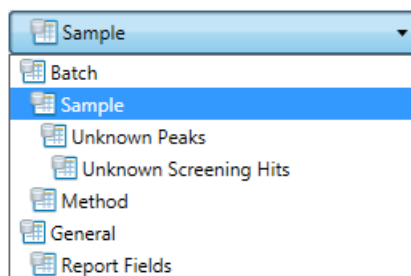 Sample
Batch
Sample
Unknown Peaks
Unknown Screening Hits
Method
General
Report Fields